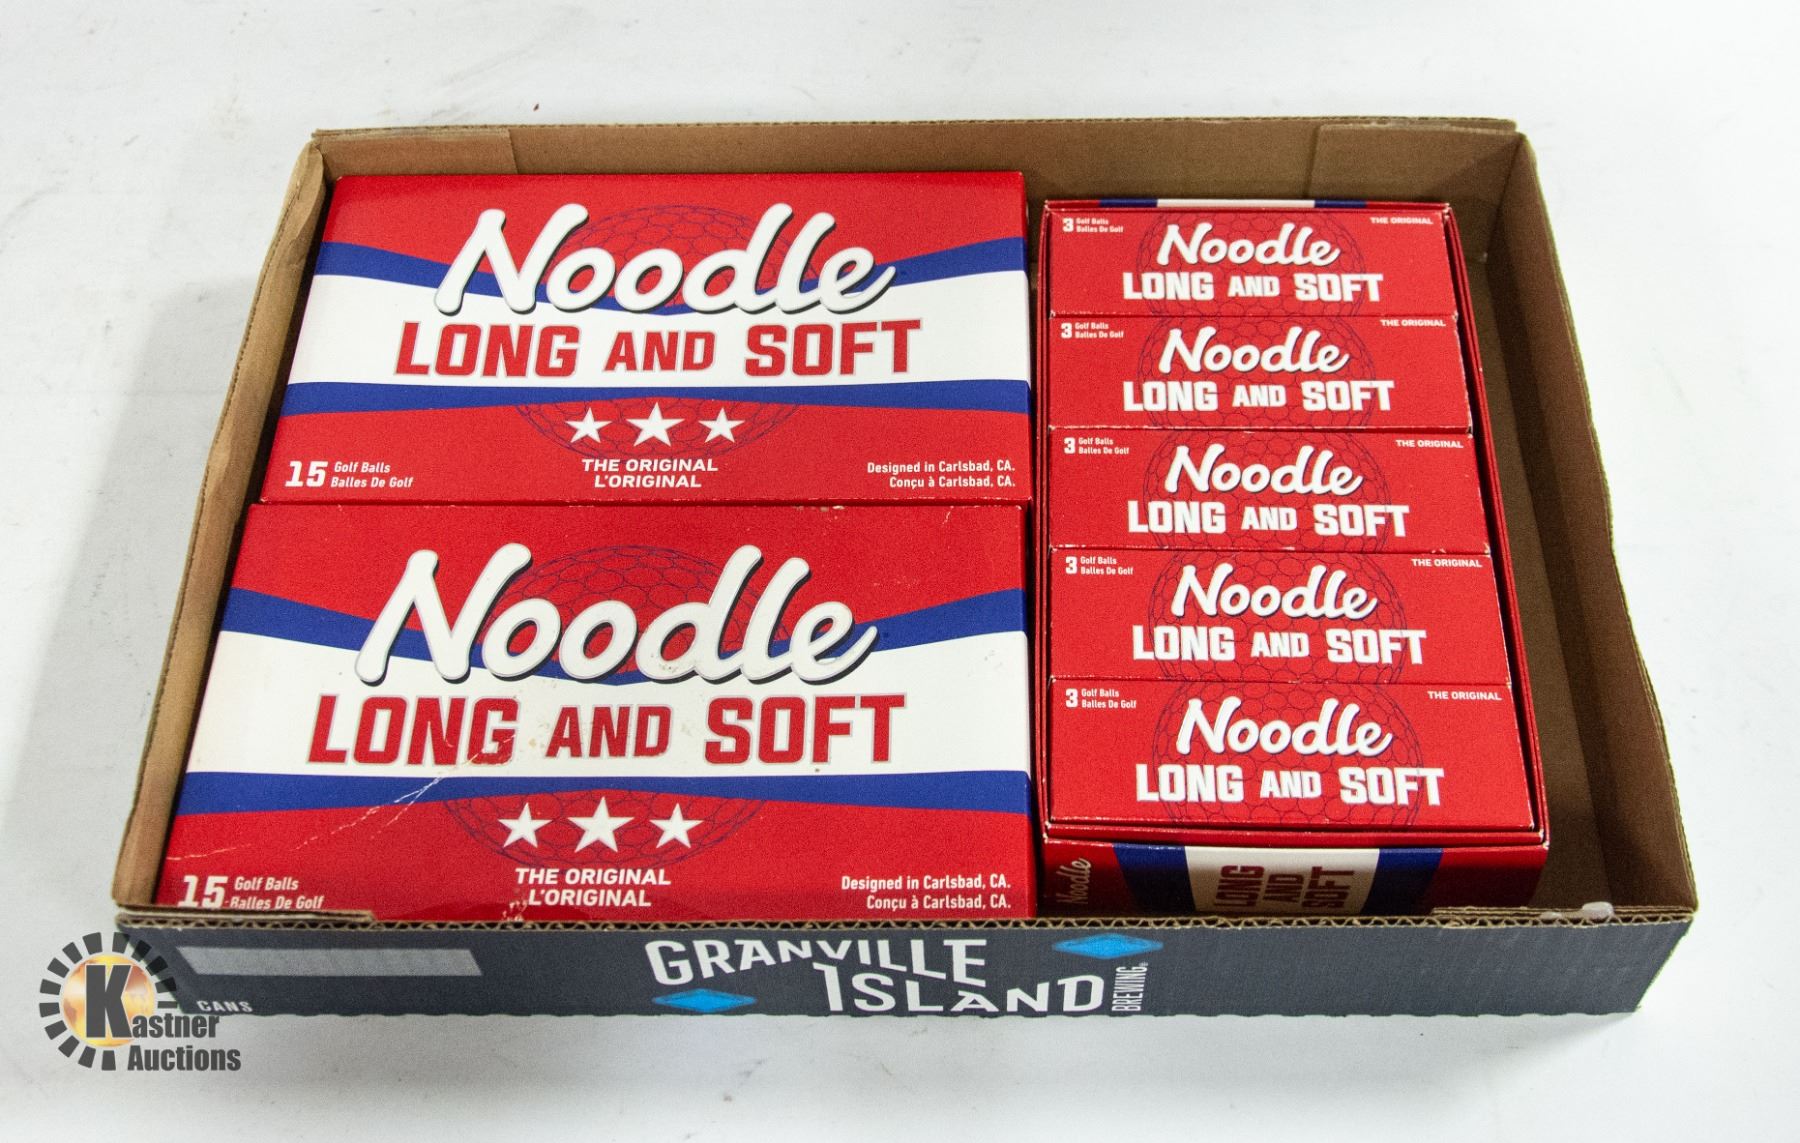 Noodle
LONG AND SOFT
THE ORIGINAL
L'ORIGINAL
15 Golf Balls
Balles De Golf
Designed in Carlsbad, CA.
Conçu à Carlsbad, CA.
Noodle
LONG AND SOFT
THE ORIGINAL
L'ORIGINAL
15 Golf Balls
Balles De Golf
Designed in Carlsbad, CA.
Conçu à Carlsbad, CA.
3 Golf Balls
Balles De Golf
THE ORIGINAL
Noodle
LONG AND SOFT
3 Golf Balls
Balles De Golf
THE ORIGINAL
Noodle
LONG AND SOFT
3 Golf Balls
Balles De Golf
THE ORIGINAL
Noodle
LONG AND SOFT
3 Golf Balls
Balles De Golf
THE ORIGINAL
Noodle
LONG AND SOFT
3 Golf Balls
Balles De Golf
THE ORIGINAL
Noodle
LONG AND SOFT
Noodle
LONG
AND
SOFT
GRANVILLE
ISLAND
BREWING®
CANS
Kastner
Auctions